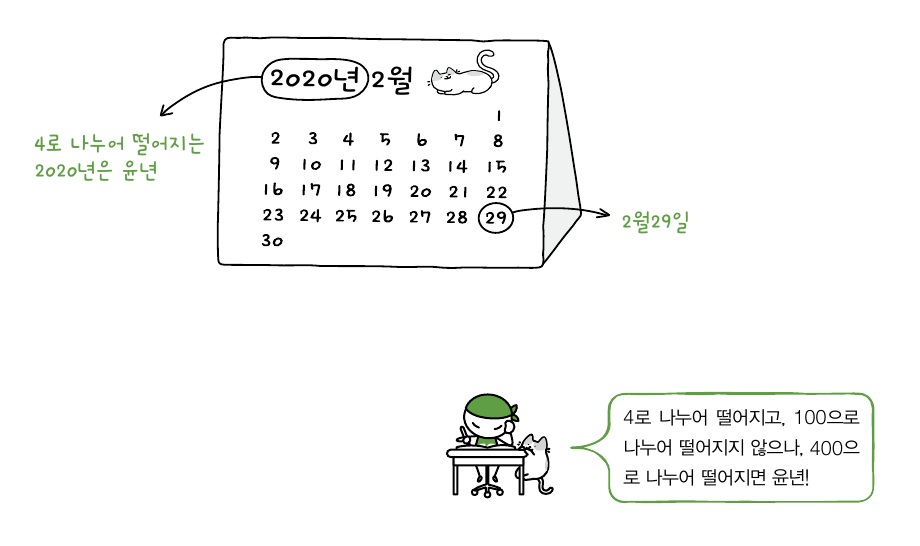 2020년 2월
1
2 3 4 5 6 7 8
9 10 11 12 13 14 15
16 17 18 19 20 21 22
23 24 25 26 27 28 29
30
4로 나누어 떨어지는
2020년은 윤년
2월29일
4로 나누어 떨어지고, 100으로
나누어 떨어지지 않으나, 400으
로 나누어 떨어지면 윤년!